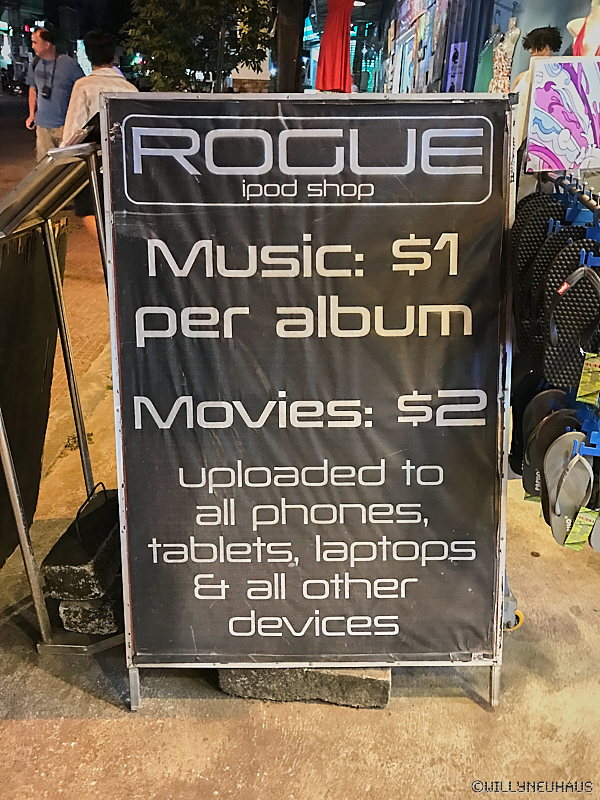 ROGUE
ipod shop
Music: $1
per album
Movies: $2
uploaded to
all phones,
tablets, laptops
& all other
devices
©WILLYNEUHAUS